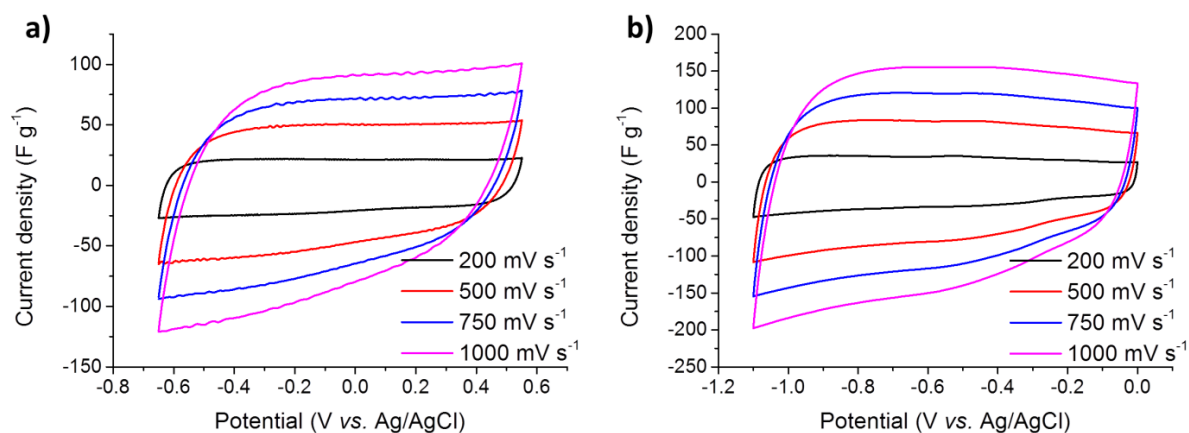 a)
Current density (F g⁻¹)
100
50
0
-50
-100
-150
-0.8 -0.6 -0.4 -0.2 0.0 0.2 0.4 0.6
Potential (V vs. Ag/AgCl)
200 mV s⁻¹
500 mV s⁻¹
750 mV s⁻¹
1000 mV s⁻¹
b)
Current density (F g⁻¹)
200
150
100
50
0
-50
-100
-150
-200
-250
-1.2 -1.0 -0.8 -0.6 -0.4 -0.2 0.0
Potential (V vs. Ag/AgCl)
200 mV s⁻¹
500 mV s⁻¹
750 mV s⁻¹
1000 mV s⁻¹